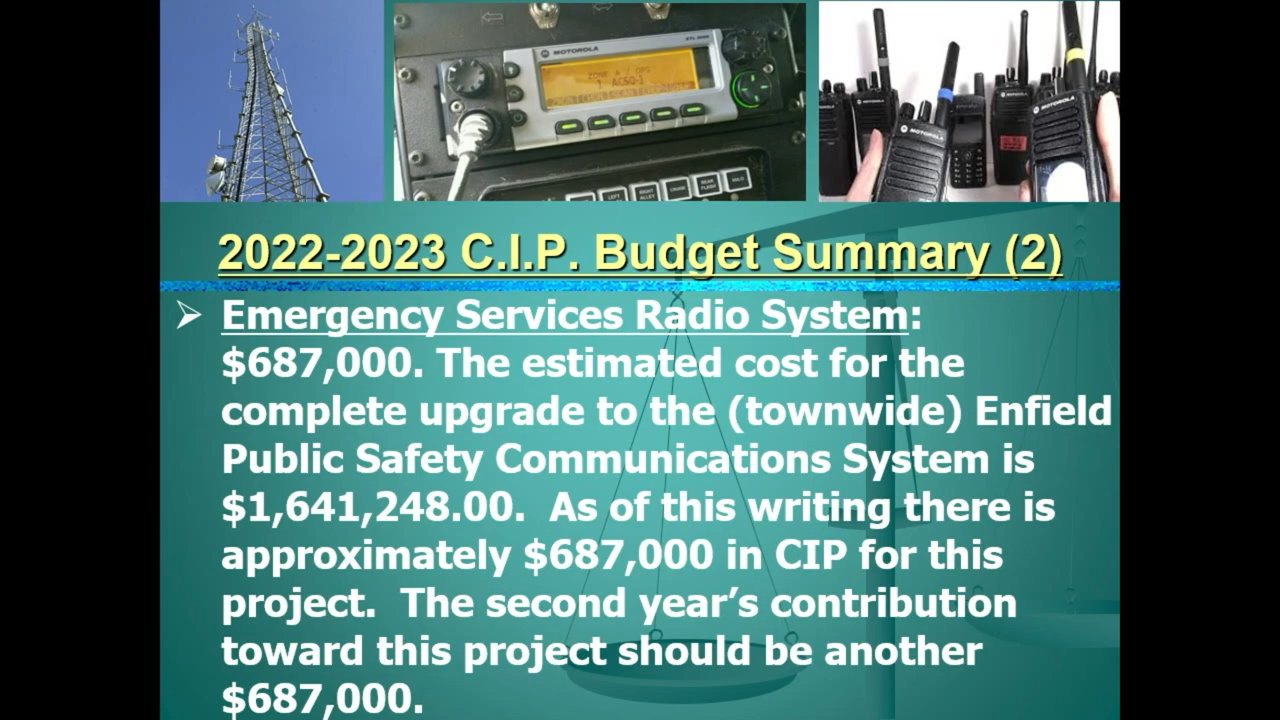 MOTOROLA
MOTOROLA
MOTOROLA
2022-2023 C.I.P. Budget Summary (2)
Emergency Services Radio System:
$687,000. The estimated cost for the
complete upgrade to the (townwide) Enfield
Public Safety Communications System is
$1,641,248.00. As of this writing there is
approximately $687,000 in CIP for this
project. The second year’s contribution
toward this project should be another
$687,000.